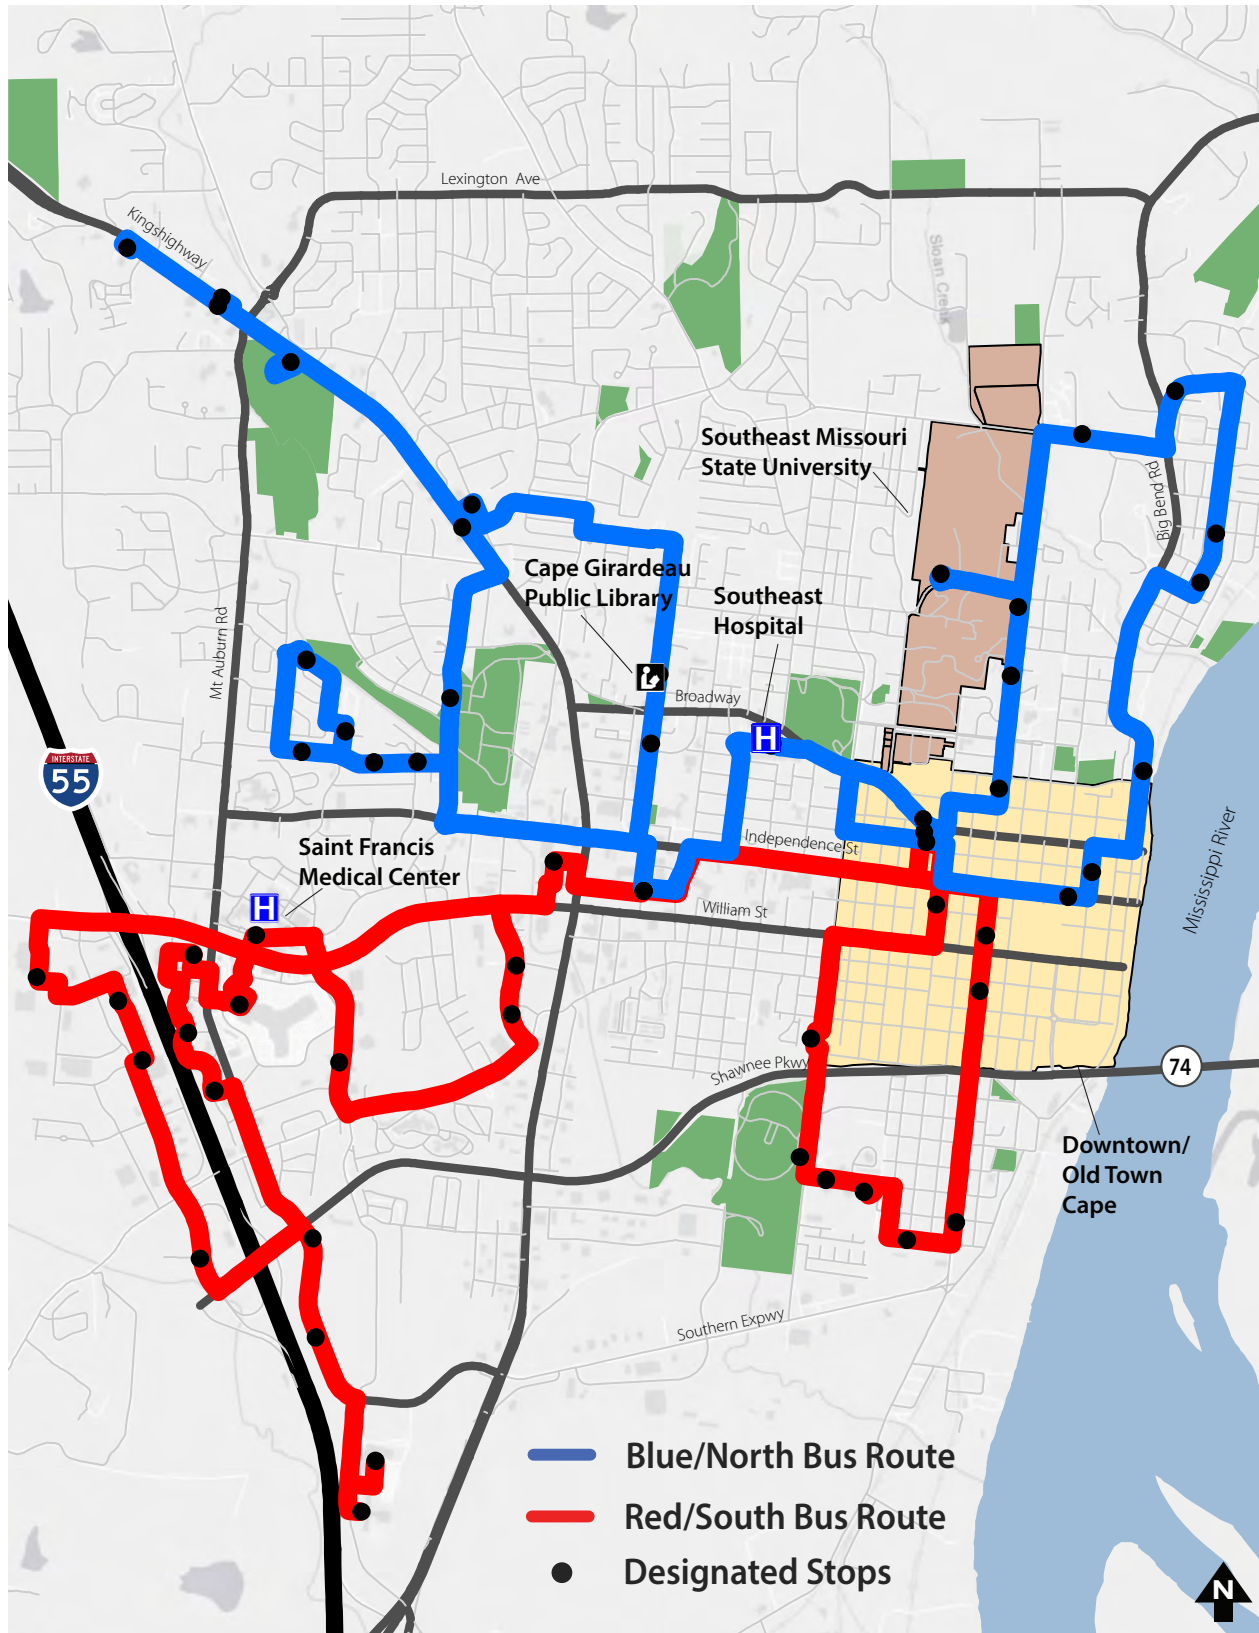 Lexington Ave
Kingshighway
Sloan Creek
Southeast Missouri
State University
Big Bend Rd
Cape Girardeau
Public Library
Southeast
Hospital
Mt Auburn Rd
Broadway
H
INTERSTATE
55
Independence St
Saint Francis
Medical Center
H
William St
Mississippi River
Shawnee Pkwy
74
Downtown/
Old Town
Cape
Southern Expwy
Blue/North Bus Route
Red/South Bus Route
Designated Stops
N